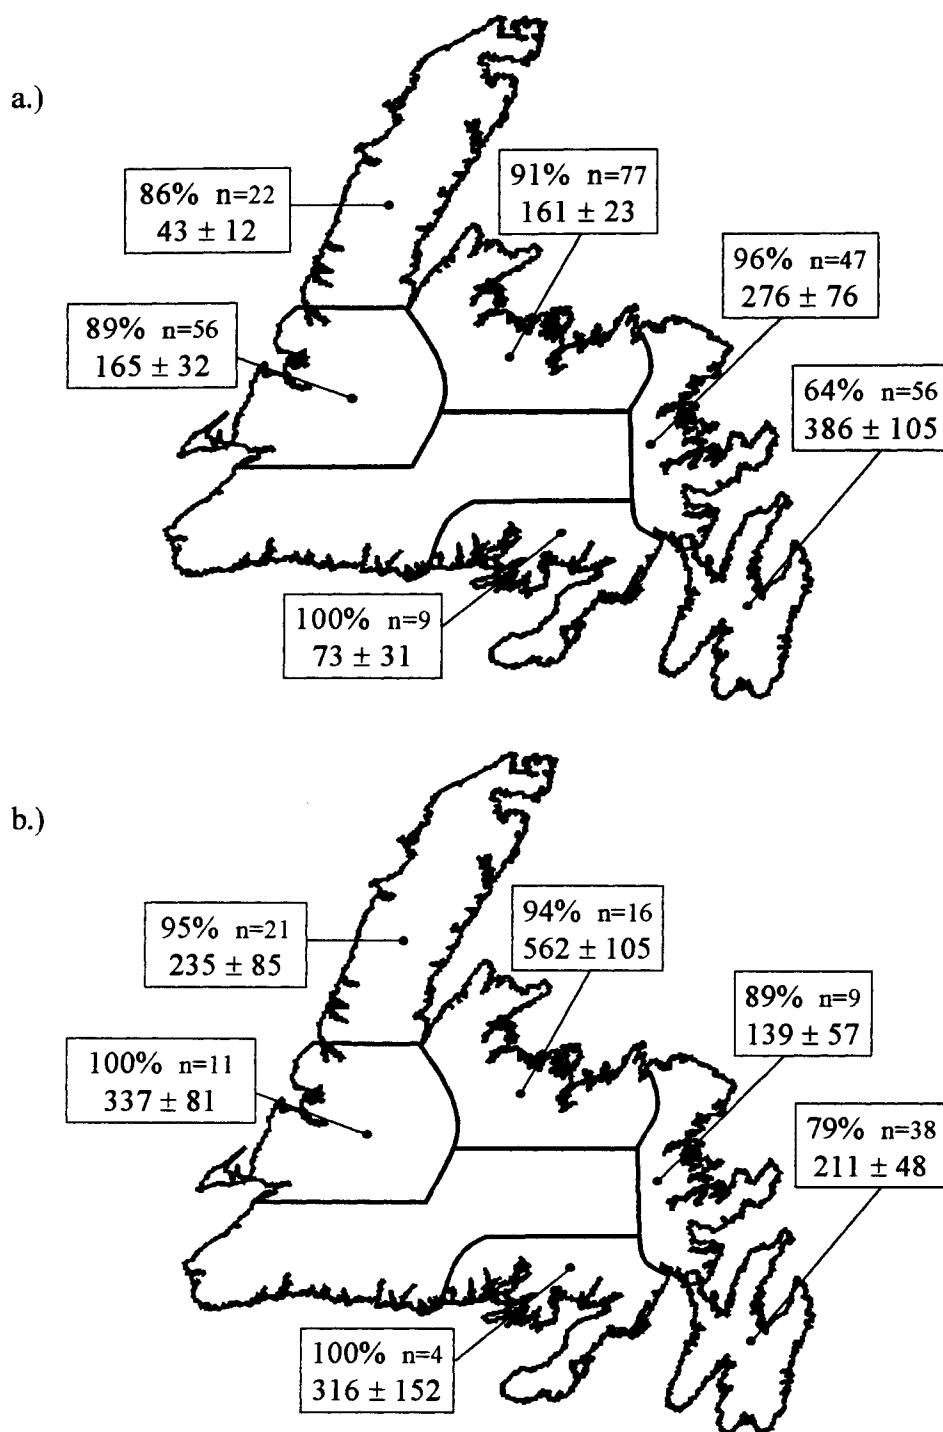 a.)
86% n=22
43 ± 12
91% n=77
161 ± 23
96% n=47
276 ± 76
89% n=56
165 ± 32
64% n=56
386 ± 105
100% n=9
73 ± 31
b.)
95% n=21
235 ± 85
94% n=16
562 ± 105
89% n=9
139 ± 57
100% n=11
337 ± 81
79% n=38
211 ± 48
100% n=4
316 ± 152